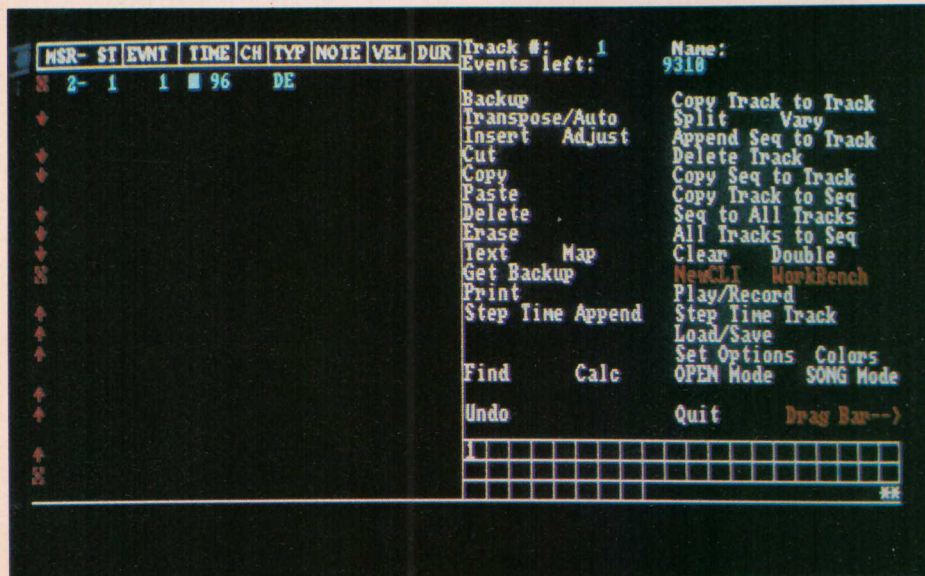 MSR- ST EVNT TIME CH TYP NOTE VEL DUR
2- 1 1 96 DE
Track #: 1 Name:
Events left: 9310
Backup Copy Track to Track
Transpose/Auto Split Vary
Insert Adjust Append Seq to Track
Cut Delete Track
Copy Copy Seq to Track
Paste Copy Track to Seq
Delete Seq to All Tracks
Erase All Tracks to Seq
Text Map Clear Double
Get Backup NewCLI WorkBench
Print Play/Record
Step Time Append Step Time Track
Load/Save
Set Options Colors
Find Calc OPEN Mode SONG Mode
Undo Quit Drag Bar-->
1
**